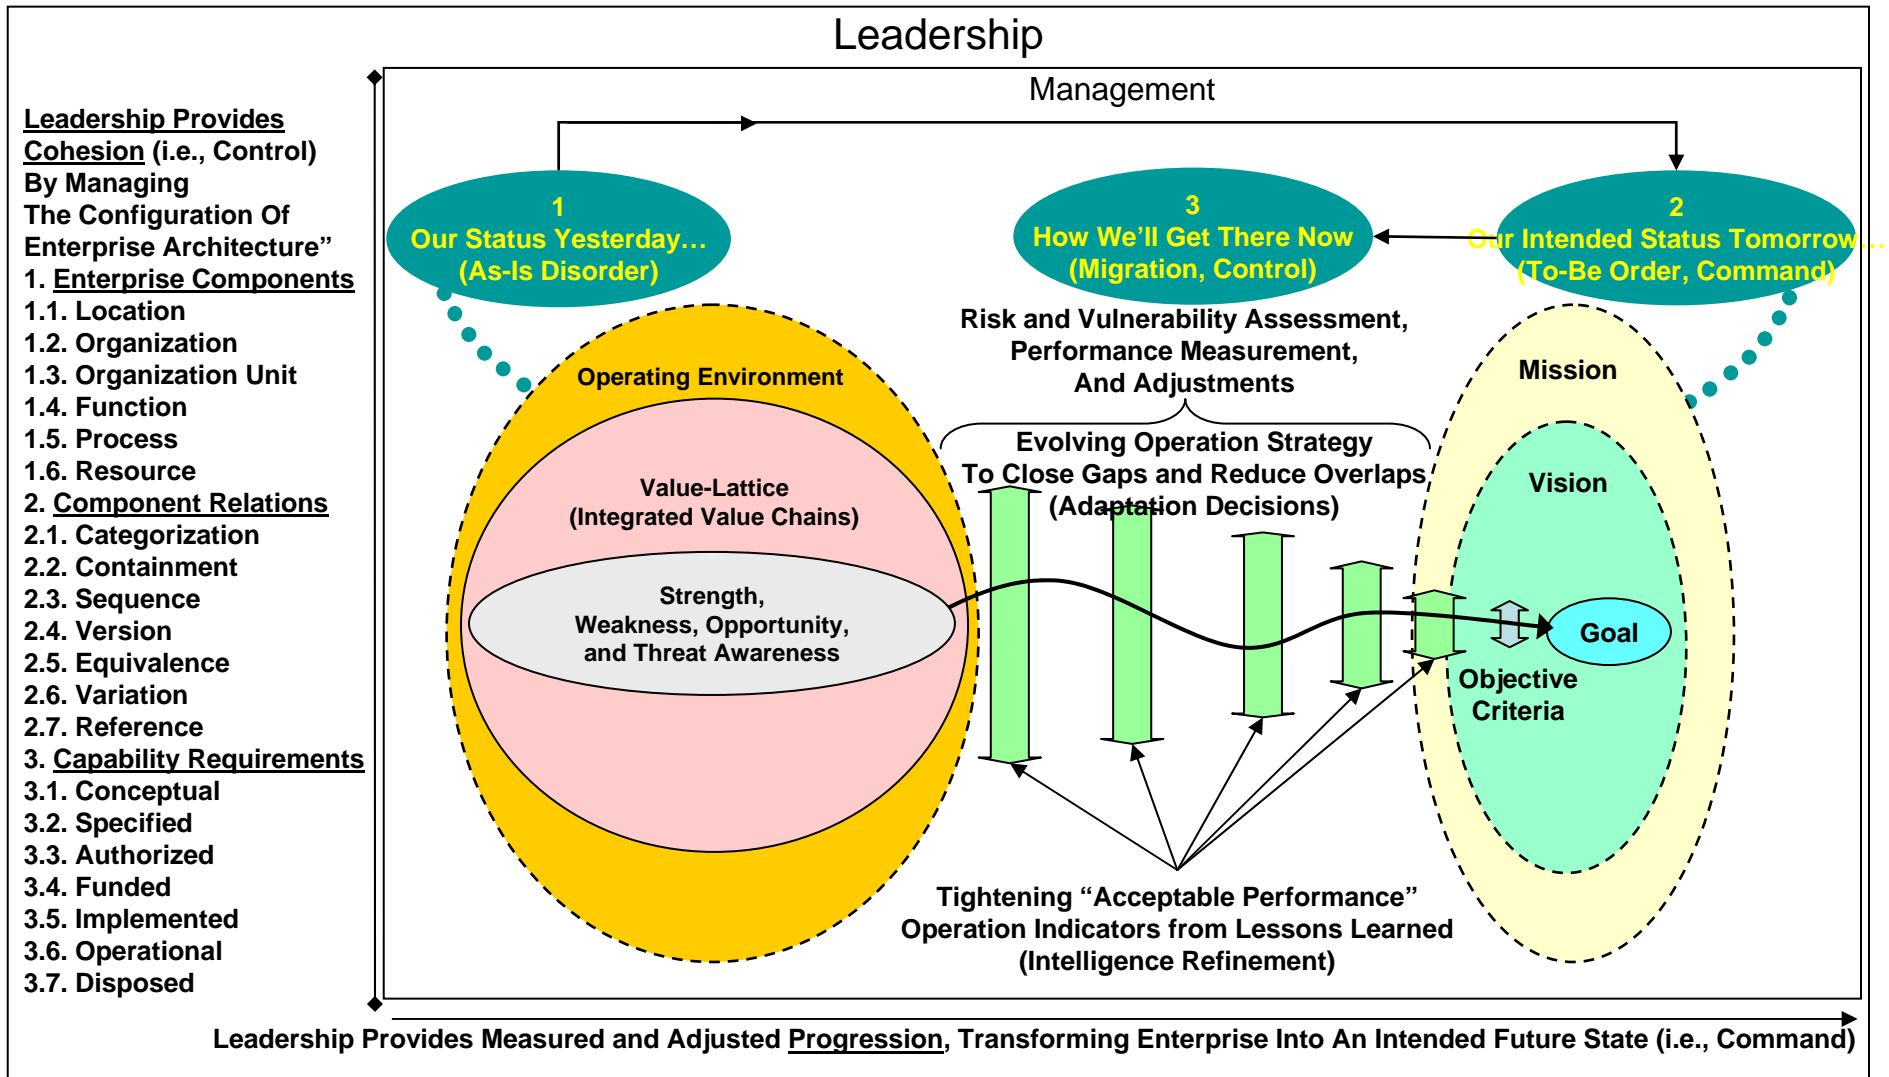 Leadership
Management
Leadership Provides
Cohesion (i.e., Control)
By Managing
The Configuration Of
Enterprise Architecture”
1. Enterprise Components
1.1. Location
1.2. Organization
1.3. Organization Unit
1.4. Function
1.5. Process
1.6. Resource
2. Component Relations
2.1. Categorization
2.2. Containment
2.3. Sequence
2.4. Version
2.5. Equivalence
2.6. Variation
2.7. Reference
3. Capability Requirements
3.1. Conceptual
3.2. Specified
3.3. Authorized
3.4. Funded
3.5. Implemented
3.6. Operational
3.7. Disposed
1
Our Status Yesterday…
(As-Is Disorder)
3
How We’ll Get There Now
(Migration, Control)
2
Our Intended Status Tomorrow…
(To-Be Order, Command)
Operating Environment
Value-Lattice
(Integrated Value Chains)
Strength,
Weakness, Opportunity,
and Threat Awareness
Risk and Vulnerability Assessment,
Performance Measurement,
And Adjustments
Evolving Operation Strategy
To Close Gaps and Reduce Overlaps
(Adaptation Decisions)
Mission
Vision
Goal
Objective
Criteria
Tightening “Acceptable Performance”
Operation Indicators from Lessons Learned
(Intelligence Refinement)
Leadership Provides Measured and Adjusted Progression, Transforming Enterprise Into An Intended Future State (i.e., Command)